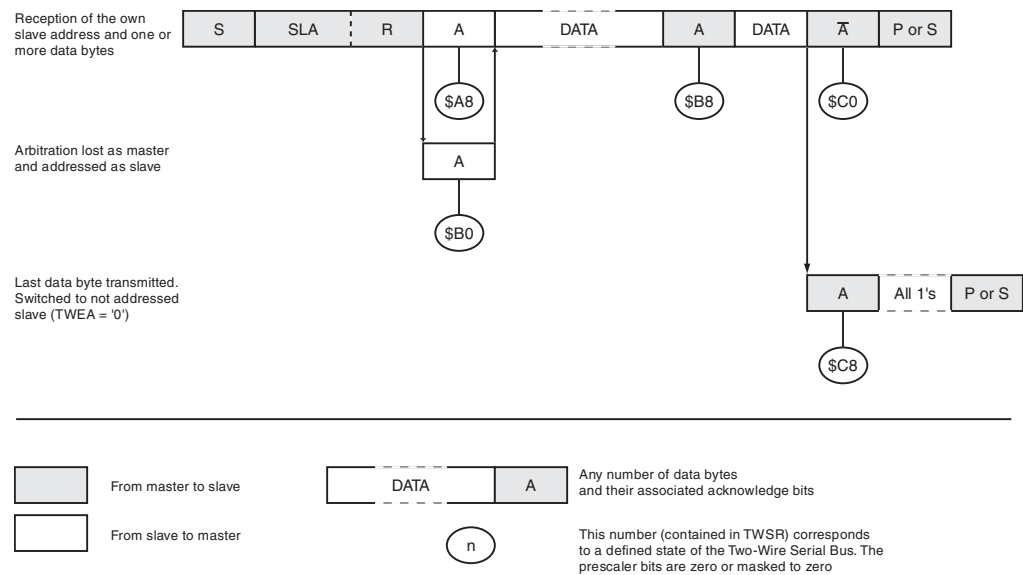 Reception of the own
slave address and one or
more data bytes
S SLA R A DATA A DATA A̅ P or S
$A8 $B8 $C0
Arbitration lost as master
and addressed as slave
A
$B0
Last data byte transmitted.
Switched to not addressed
slave (TWEA = '0')
A All 1's P or S
$C8
From master to slave
DATA A
Any number of data bytes
and their associated acknowledge bits
From slave to master
n
This number (contained in TWSR) corresponds
to a defined state of the Two-Wire Serial Bus. The
prescaler bits are zero or masked to zero